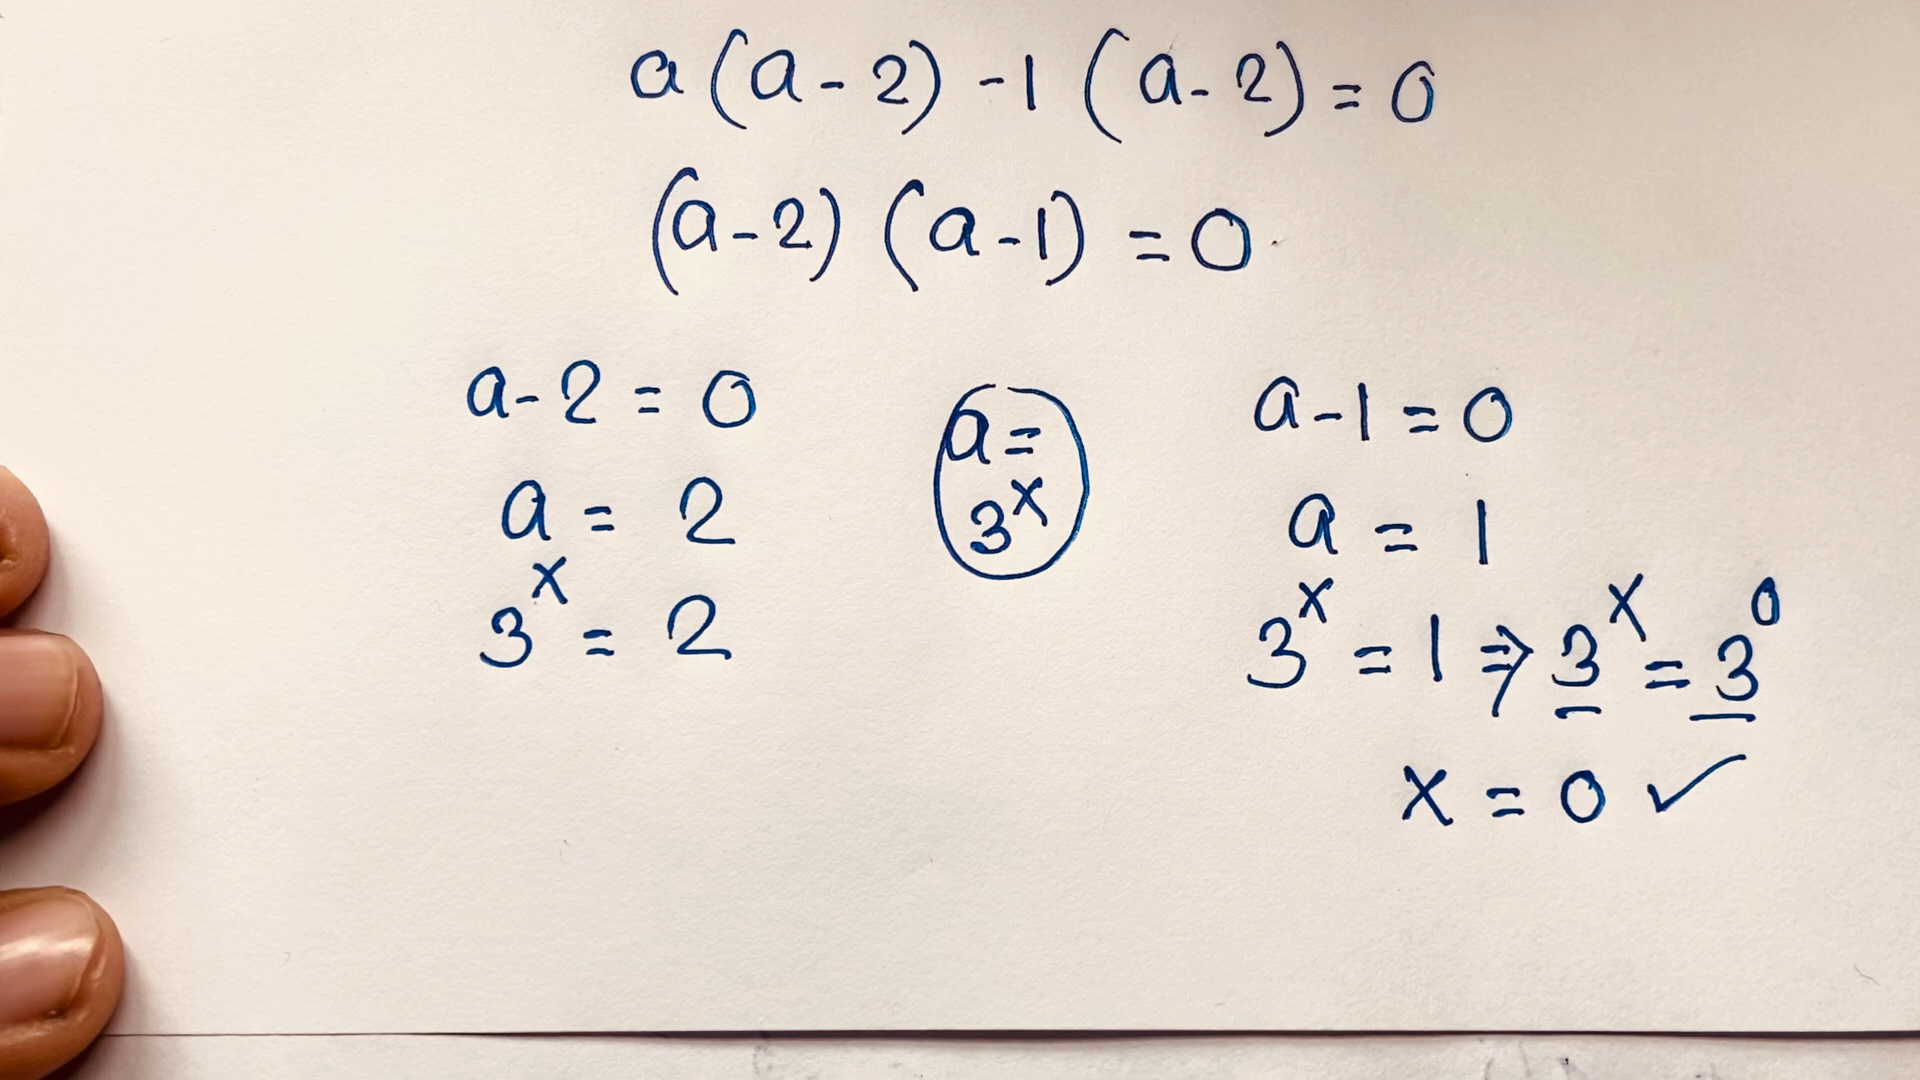 a(a-2)-1(a-2)=0
(a-2)(a-1)=0
a-2=0
a=2
3^x=2
a=
3^x
a-1=0
a=1
3^x=1⇒3^x=3^0
x=0✓